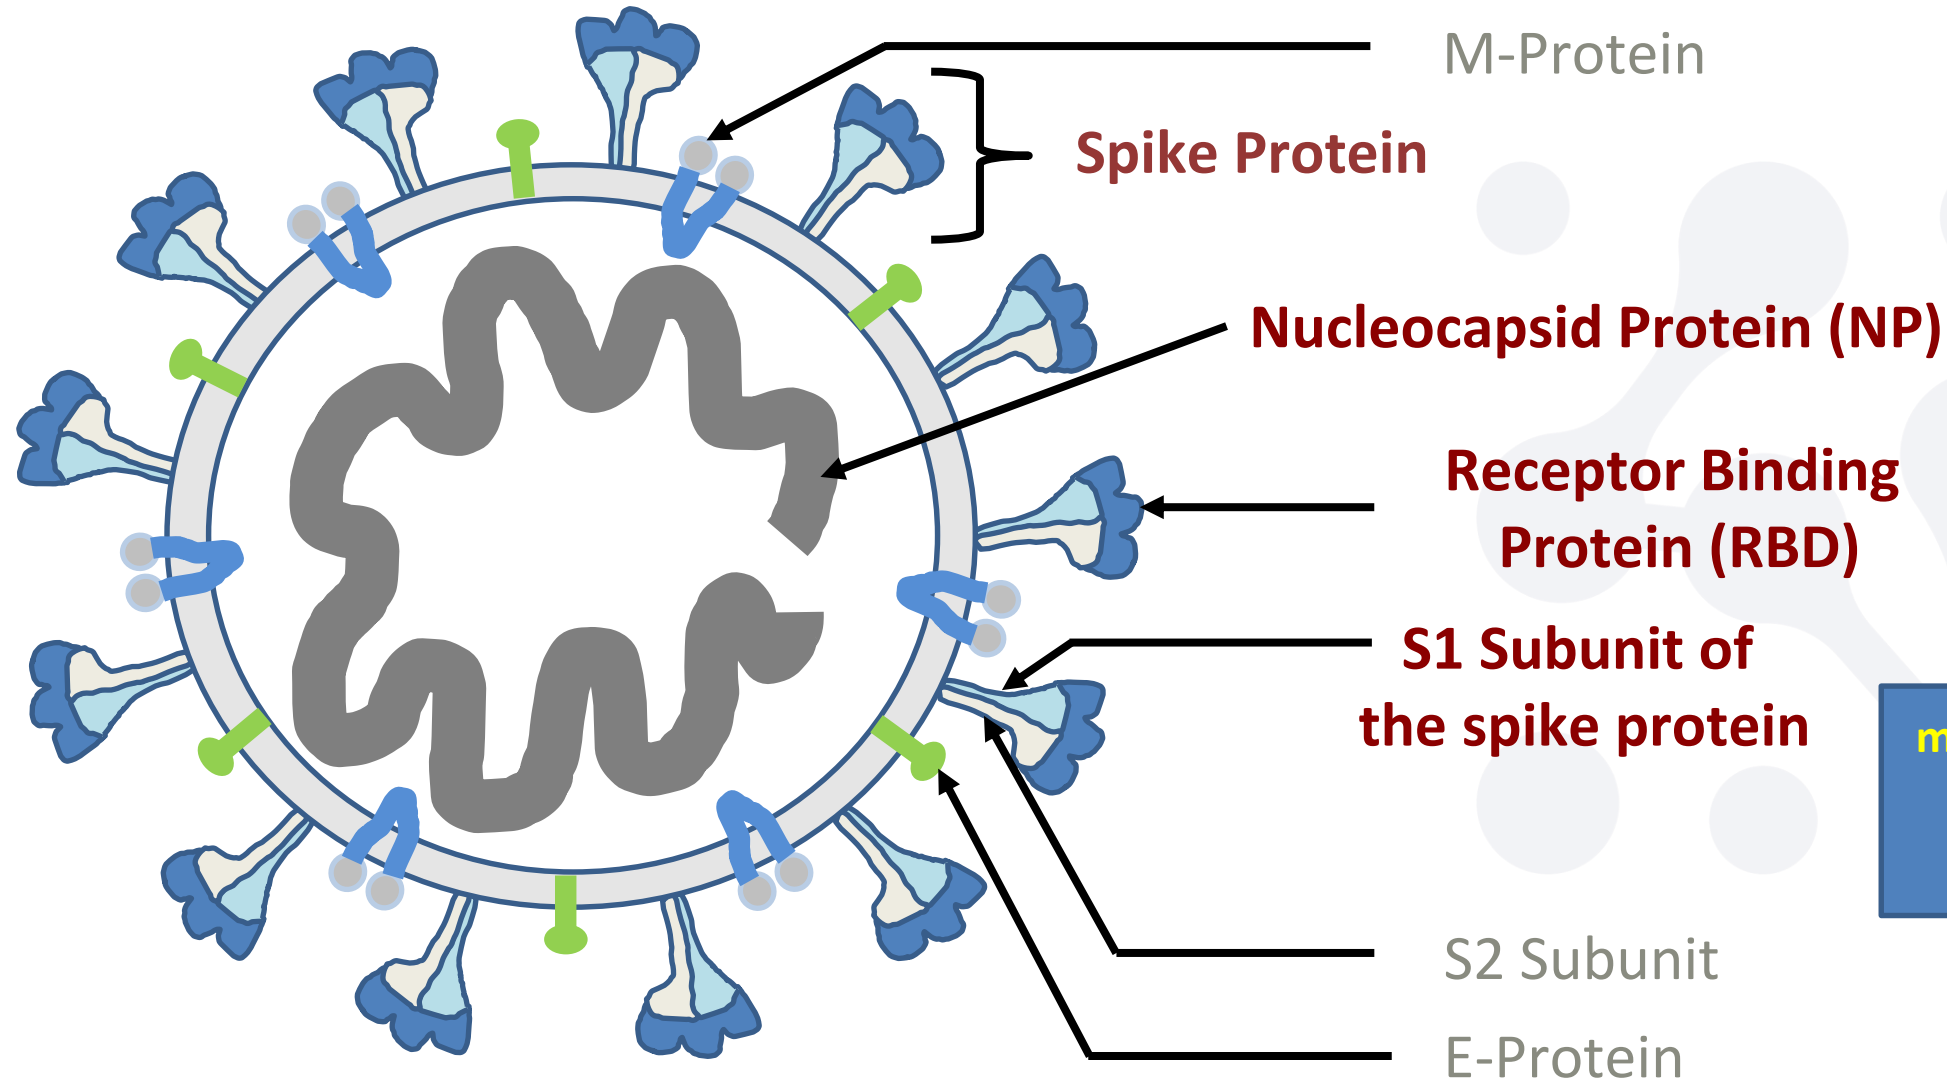 M-Protein
Spike Protein
Nucleocapsid Protein (NP)
Receptor Binding
Protein (RBD)
S1 Subunit of
the spike protein
S2 Subunit
E-Protein